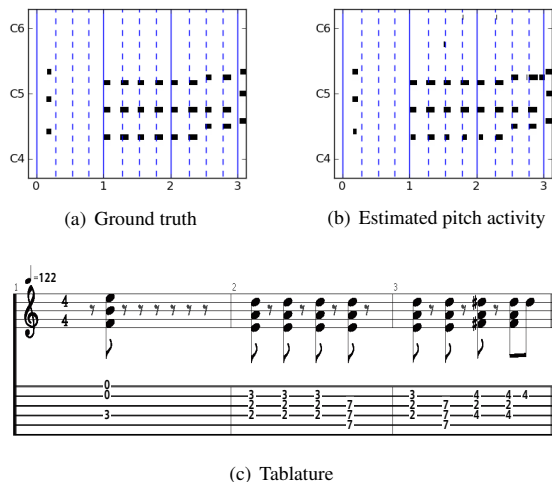 C6
C5
C4
0 1 2 3
(a) Ground truth
C6
C5
C4
0 1 2 3
(b) Estimated pitch activity
=122
1 2 3
4
4
0
0 3 3 3 3 4 4 4
2 2 2 7 2 7 2 2
3 2 2 2 7 2 7 4 4
7 7
(c) Tablature